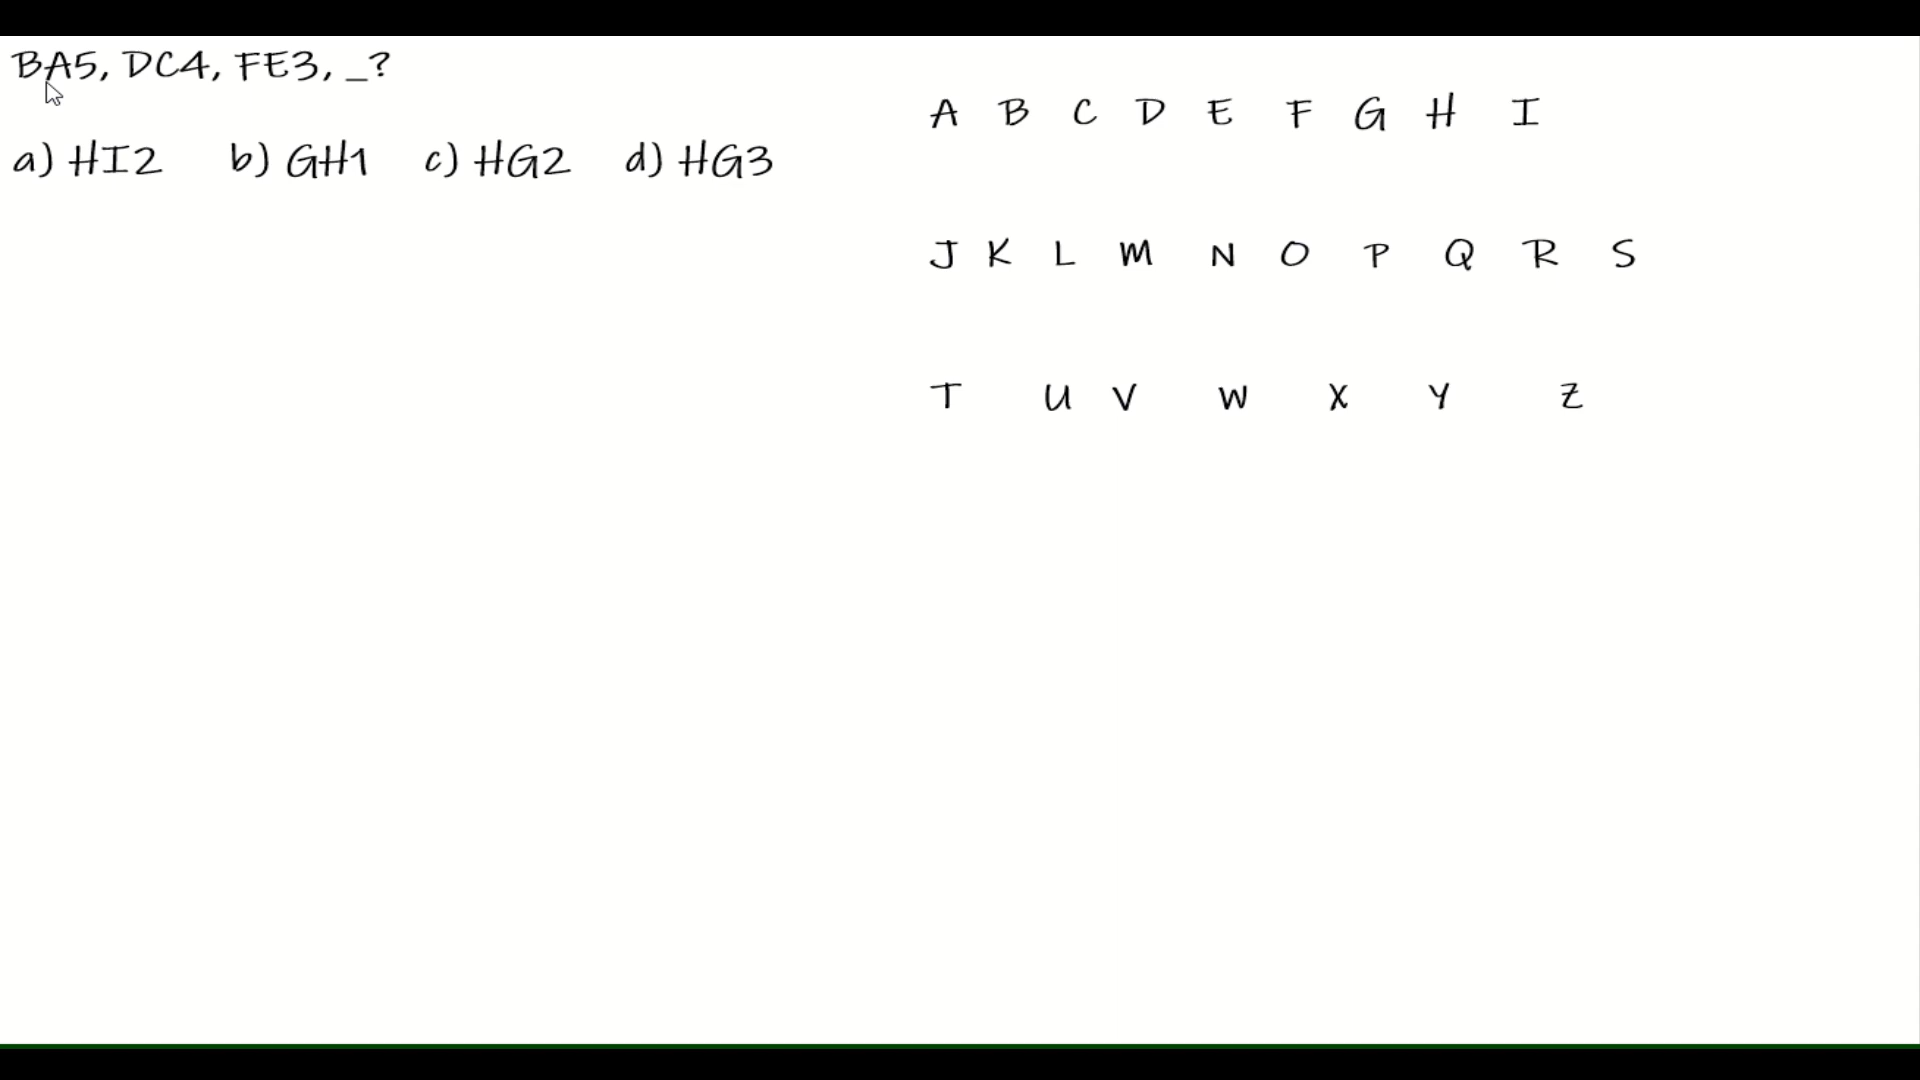 BA5, DC4, FE3, _?
a) HI2 b) GH1 c) HG2 d) HG3
A B C D E F G H I
J K L M N O P Q R S
T U V W X Y Z